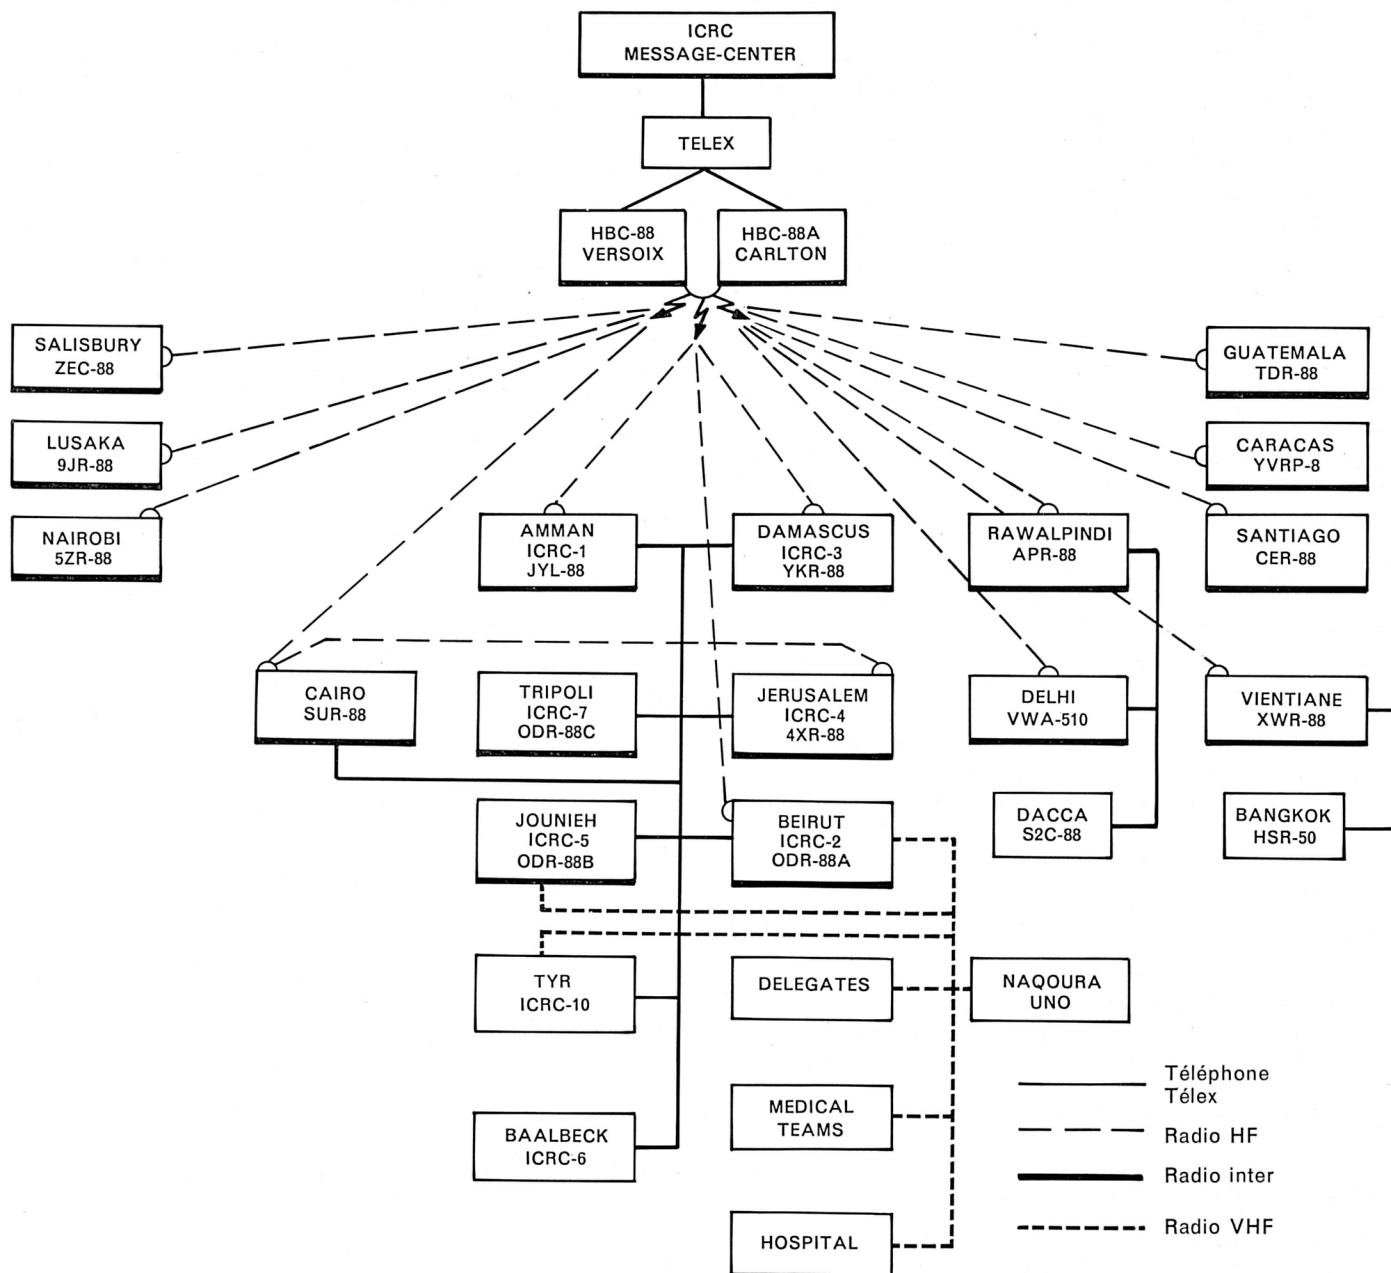 ICRC
MESSAGE-CENTER
TELEX
HBC-88
VERSOIX
HBC-88A
CARLTON
SALISBURY
ZEC-88
GUATEMALA
TDR-88
LUSAKA
9JR-88
CARACAS
YVRP-8
NAIROBI
5ZR-88
AMMAN
ICRC-1
JYL-88
DAMASCUS
ICRC-3
YKR-88
RAWALPINDI
APR-88
SANTIAGO
CER-88
CAIRO
SUR-88
TRIPOLI
ICRC-7
ODR-88C
JERUSALEM
ICRC-4
4XR-88
DELHI
VWA-510
VIENTIANE
XWR-88
JOUNIEH
ICRC-5
ODR-88B
BEIRUT
ICRC-2
ODR-88A
DACCA
S2C-88
BANGKOK
HSR-50
TYR
ICRC-10
DELEGATES
NAQOURA
UNO
BAALBECK
ICRC-6
MEDICAL
TEAMS
HOSPITAL
Téléphone
Télex
Radio HF
Radio inter
Radio VHF